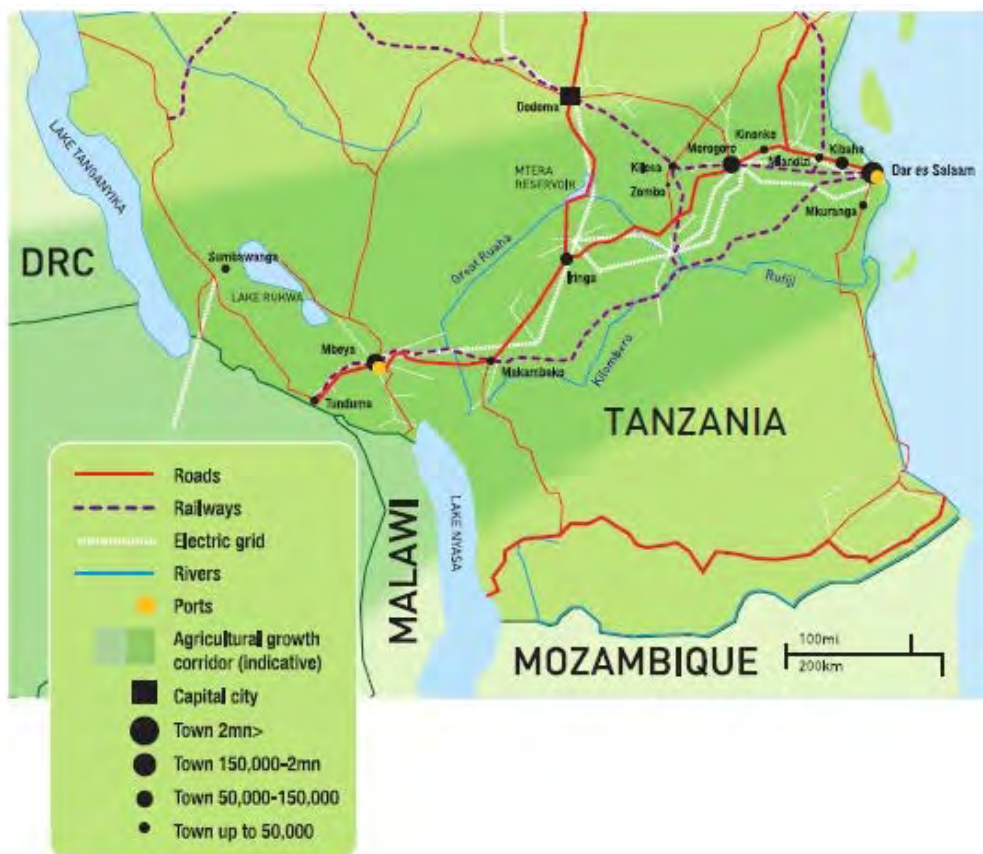 Dodoma
LAKE TANGANYIKA
Kinonko
Morogoro
Mlandizi
Kibaha
Kilosa
Dar es Salaam
MTERA
RESERVOIR
Zombo
Mkuranga
DRC
Sumbawanga
Great Ruaha
Iringa
Rufiji
LAKE RUKWA
Mbeya
Makambako
Kilombero
Tunduma
TANZANIA
MALAWI
LAKE NYASA
MOZAMBIQUE
100mi
200km
Roads
Railways
Electric grid
Rivers
Ports
Agricultural growth
corridor (indicative)
Capital city
Town 2mn>
Town 150,000-2mn
Town 50,000-150,000
Town up to 50,000